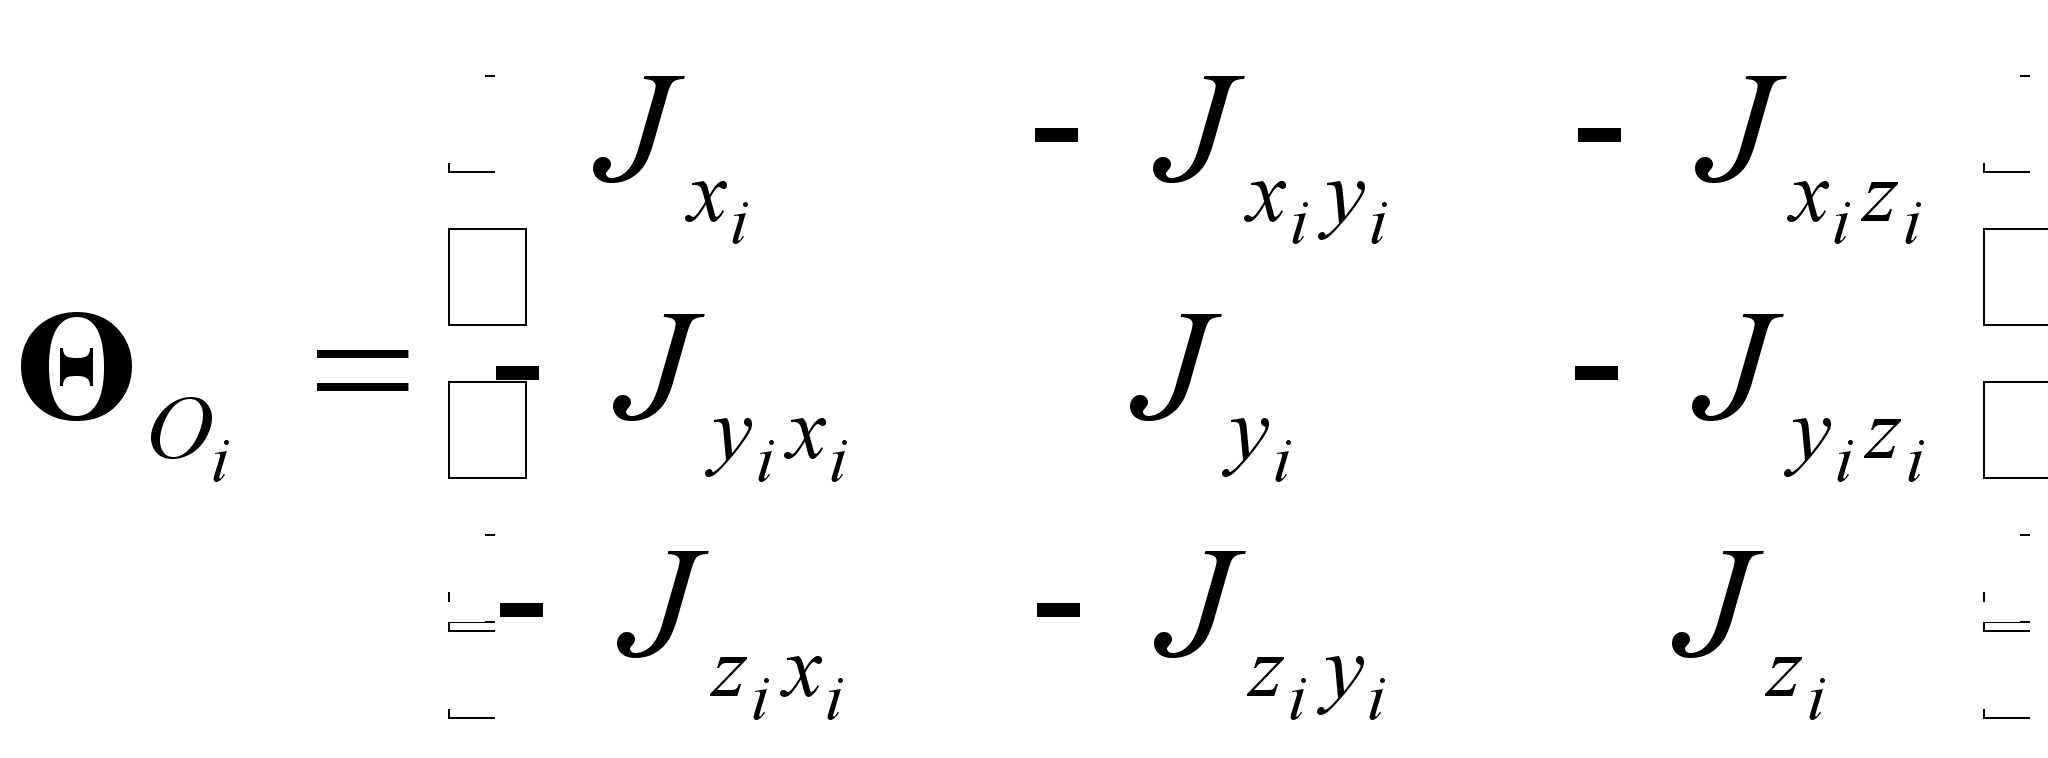 J_{x_i} - J_{x_i y_i} - J_{x_i z_i}
Θ_{O_i} = - J_{y_i x_i} J_{y_i} - J_{y_i z_i}
- J_{z_i x_i} - J_{z_i y_i} J_{z_i}